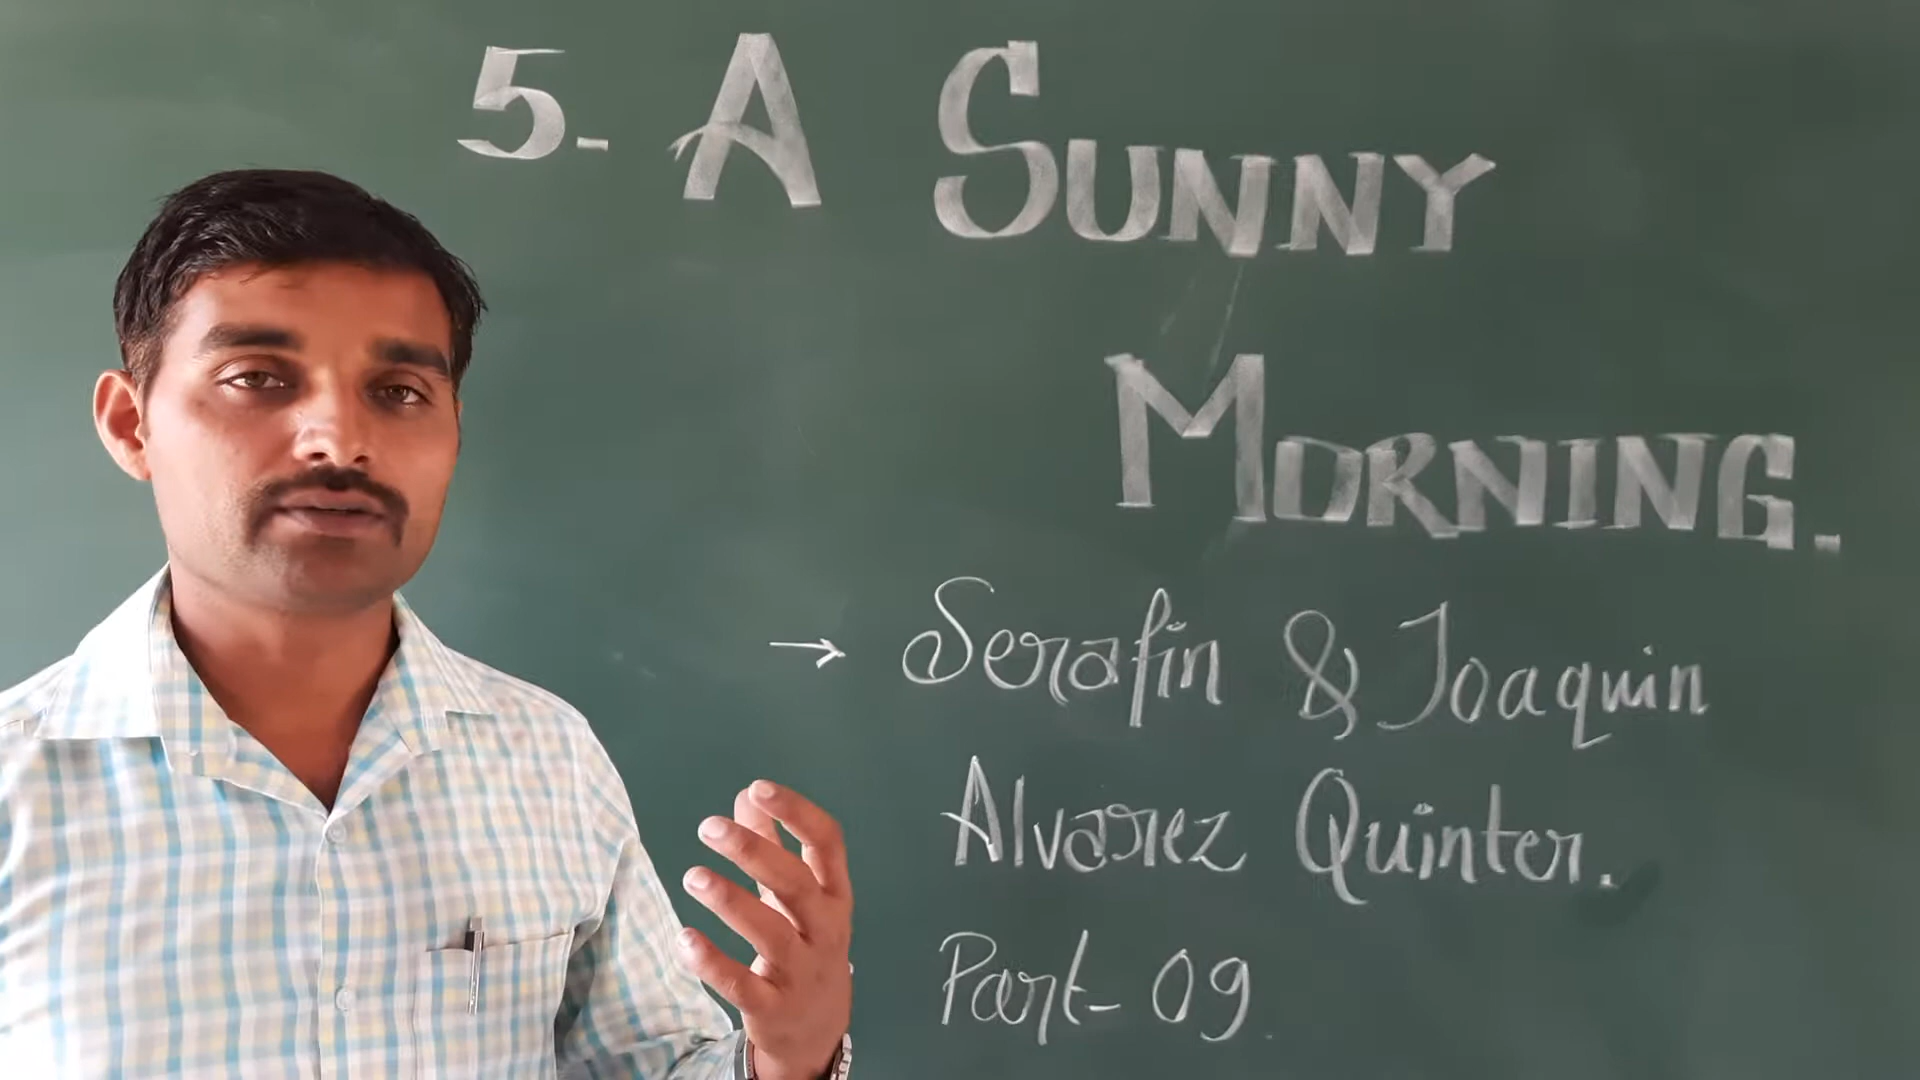 5- A SUNNY
MORNING.
→ Serafin & Joaquin
Alvarez Quinter.
Part- 09.